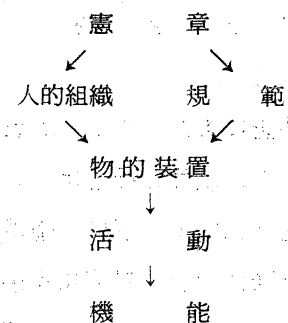 憲章
人的組織 規範
物的装置
活動
機能